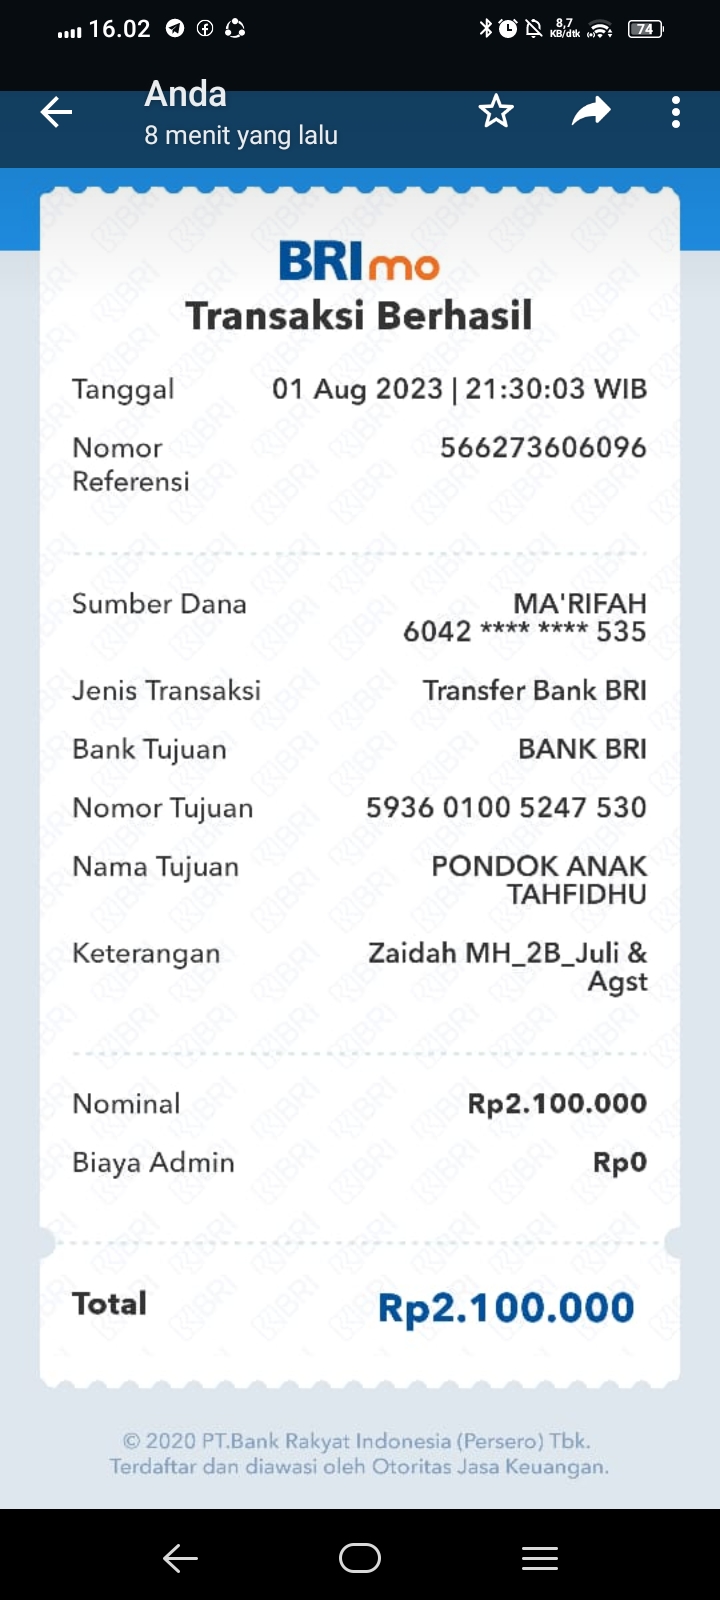 16.02
8,7
KB/dtk
74
Anda
8 menit yang lalu
BRImo
Transaksi Berhasil
Tanggal 01 Aug 2023 | 21:30:03 WIB
Nomor Referensi 566273606096
Sumber Dana MA'RIFAH
6042 **** **** 535
Jenis Transaksi Transfer Bank BRI
Bank Tujuan BANK BRI
Nomor Tujuan 5936 0100 5247 530
Nama Tujuan PONDOK ANAK
TAHFIDHU
Keterangan Zaidah MH_2B_Juli &
Agst
Nominal Rp2.100.000
Biaya Admin Rp0
Total Rp2.100.000
© 2020 PT.Bank Rakyat Indonesia (Persero) Tbk.
Terdaftar dan diawasi oleh Otoritas Jasa Keuangan.